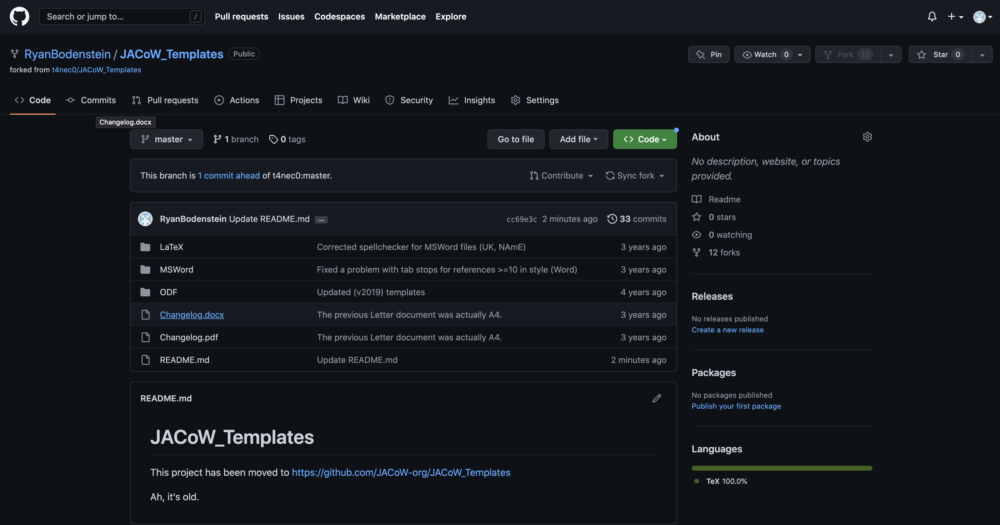 Search or jump to... /
Pull requests Issues Codespaces Marketplace Explore
RyanBodenstein / JACoW_Templates Public
Pin Watch 0 Fork 12 Star 0
forked from t4nec0/JACoW_Templates
Code Commits Pull requests Actions Projects Wiki Security Insights Settings
Changelog.docx
master 1 branch 0 tags Go to file Add file Code
This branch is 1 commit ahead of t4nec0:master. Contribute Sync fork
RyanBodenstein Update README.md ... cc69e3c 2 minutes ago 33 commits
LaTeX Corrected spellchecker for MSWord files (UK, NAmE) 3 years ago
MSWord Fixed a problem with tab stops for references >=10 in style (Word) 3 years ago
ODF Updated (v2019) templates 4 years ago
Changelog.docx The previous Letter document was actually A4. 3 years ago
Changelog.pdf The previous Letter document was actually A4. 3 years ago
README.md Update README.md 2 minutes ago
README.md
JACoW_Templates
This project has been moved to https://github.com/JACoW-org/JACoW_Templates
Ah, it's old.
About
No description, website, or topics
provided.
Readme
0 stars
0 watching
12 forks
Releases
No releases published
Create a new release
Packages
No packages published
Publish your first package
Languages
TeX 100.0%